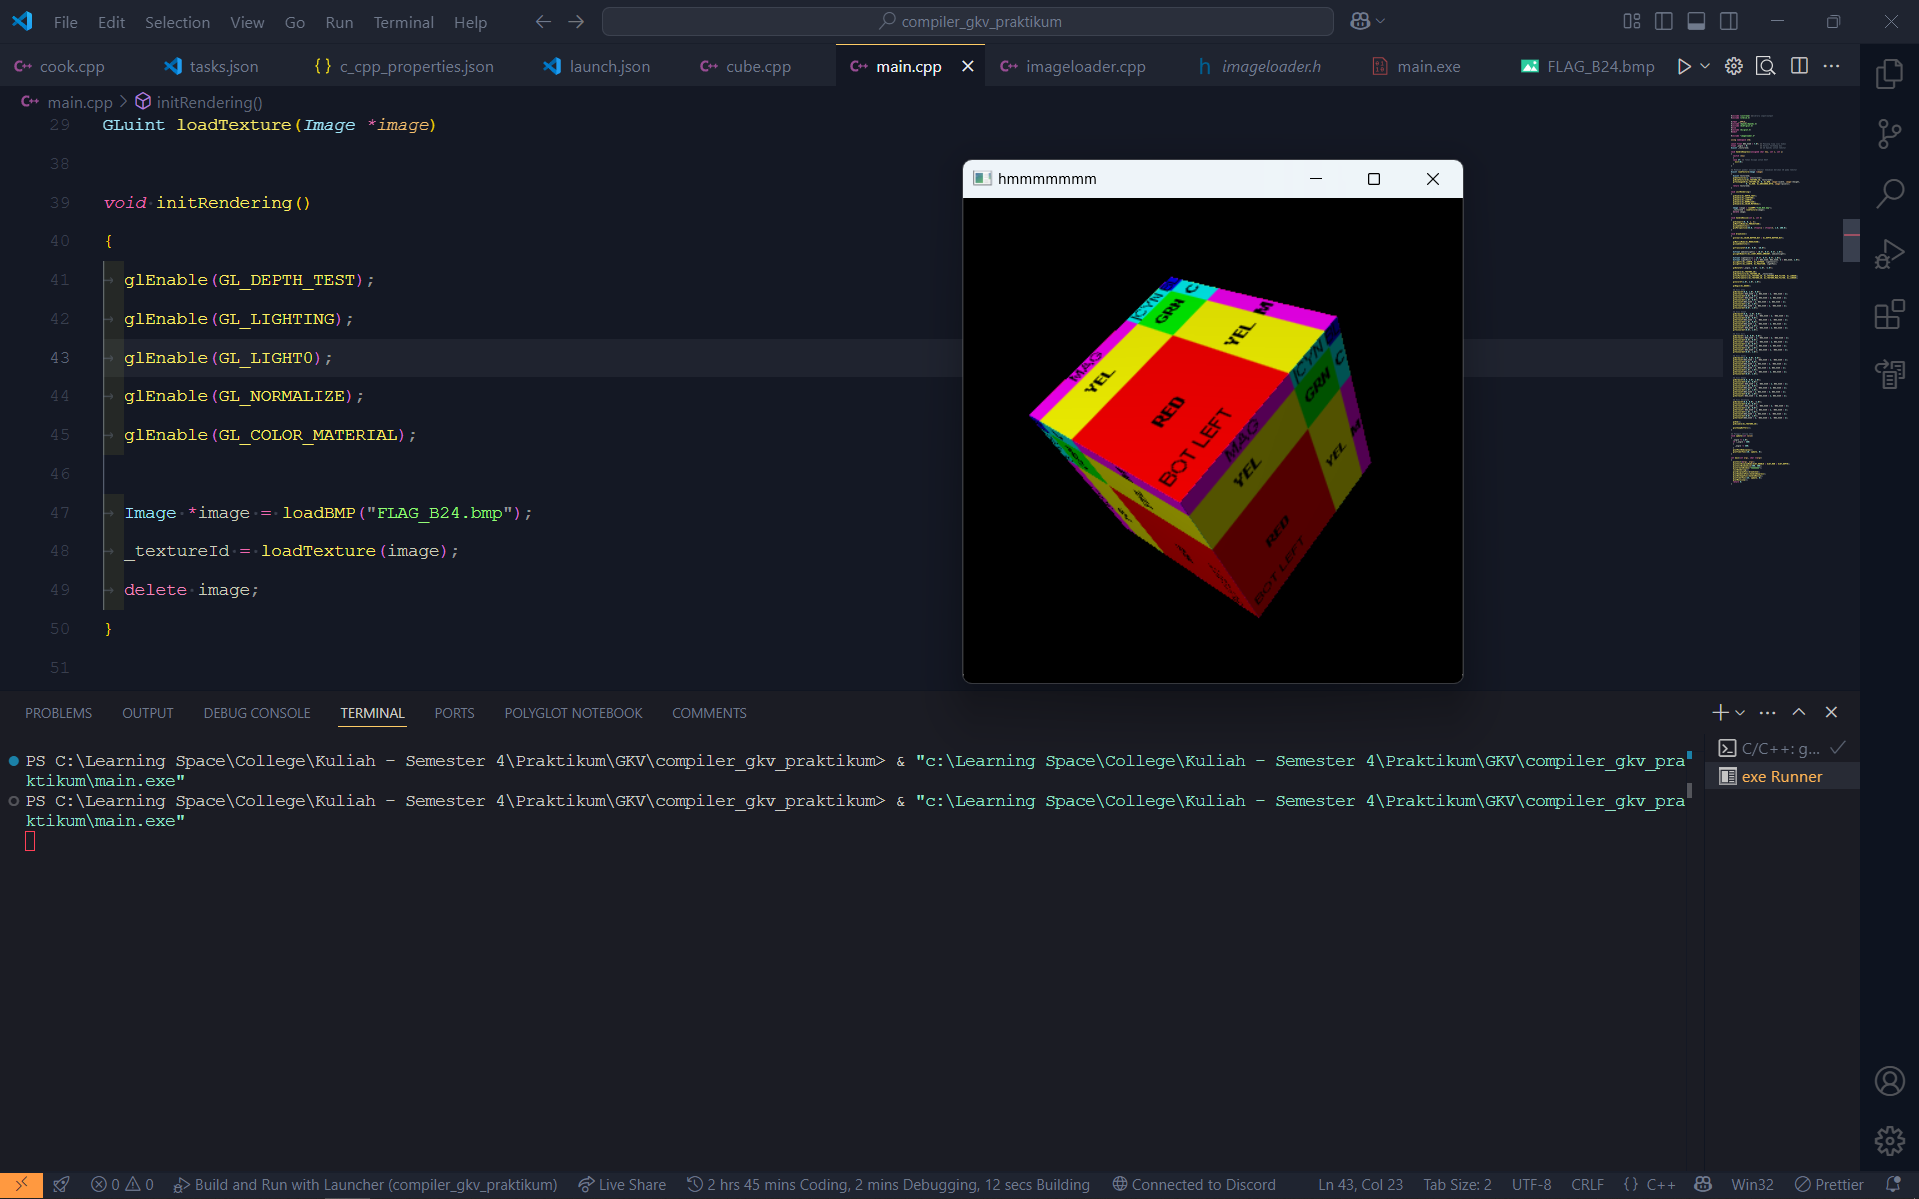 File Edit Selection View Go Run Terminal Help
compiler_gkv_praktikum
cook.cpp
tasks.json
c_cpp_properties.json
launch.json
cube.cpp
main.cpp
imageloader.cpp
imageloader.h
main.exe
FLAG_B24.bmp
main.cpp > initRendering()
29 GLuint loadTexture(Image *image)
38
39 void initRendering()
40 {
41 glEnable(GL_DEPTH_TEST);
42 glEnable(GL_LIGHTING);
43 glEnable(GL_LIGHT0);
44 glEnable(GL_NORMALIZE);
45 glEnable(GL_COLOR_MATERIAL);
46
47 Image *image = loadBMP("FLAG_B24.bmp");
48 _textureId = loadTexture(image);
49 delete image;
50 }
51
hmmmmmmm
ICYN C
GRN M
MAG YEL YEL
RED
BOT LEFT
ICYN C
GRN
MAG M
YEL YEL
RED
BOT LEFT
PROBLEMS OUTPUT DEBUG CONSOLE TERMINAL PORTS POLYGLOT NOTEBOOK COMMENTS
PS C:\Learning Space\College\Kuliah - Semester 4\Praktikum\GKV\compiler_gkv_praktikum> & "c:\Learning Space\College\Kuliah - Semester 4\Praktikum\GKV\compiler_gkv_pra
ktikum\main.exe"
PS C:\Learning Space\College\Kuliah - Semester 4\Praktikum\GKV\compiler_gkv_praktikum> & "c:\Learning Space\College\Kuliah - Semester 4\Praktikum\GKV\compiler_gkv_pra
ktikum\main.exe"
C/C++: g...
exe Runner
0 0 Build and Run with Launcher (compiler_gkv_praktikum) Live Share 2 hrs 45 mins Coding, 2 mins Debugging, 12 secs Building Connected to Discord Ln 43, Col 23 Tab Size: 2 UTF-8 CRLF {} C++ Win32 Prettier